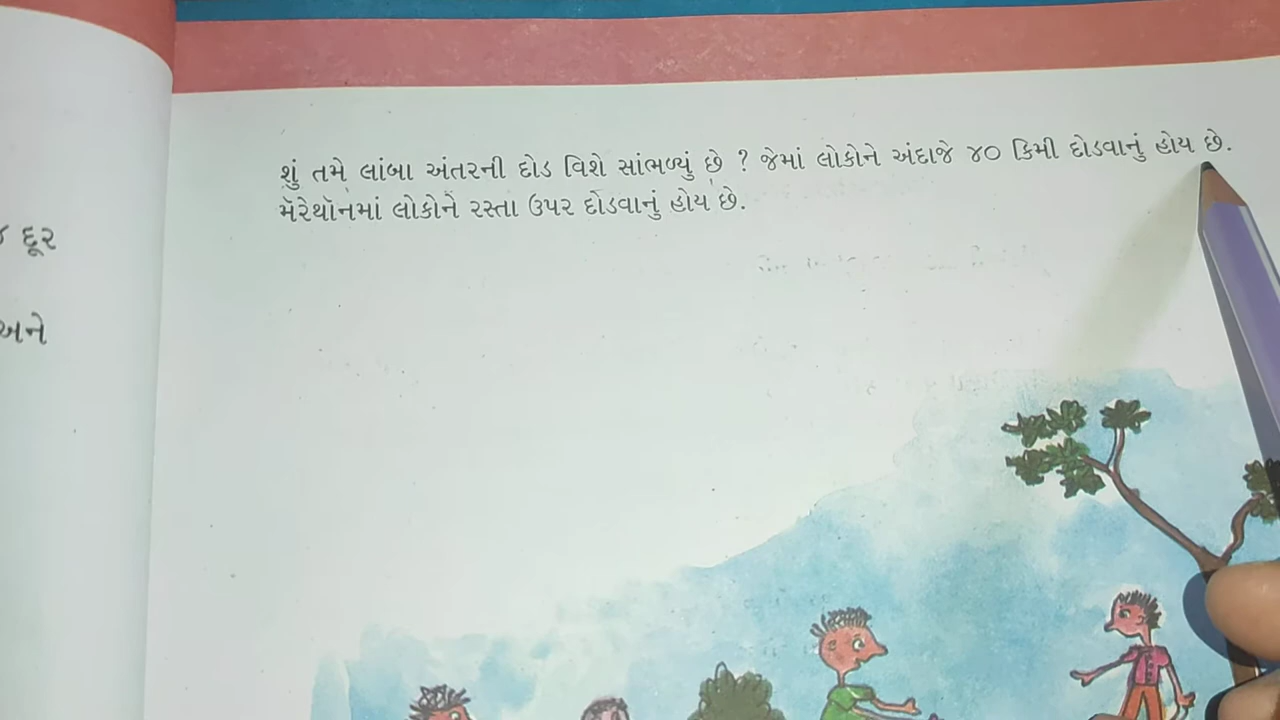 શું તમે લાંબા અંતરની દોડ વિશે સાંભળ્યું છે ? જેમાં લોકોને અંદાજે ૪૦ કિમી દોડવાનું હોય છે.
મૅરેથૉનમાં લોકોને રસ્તા ઉપર દોડવાનું હોય છે.
દૂર
અને